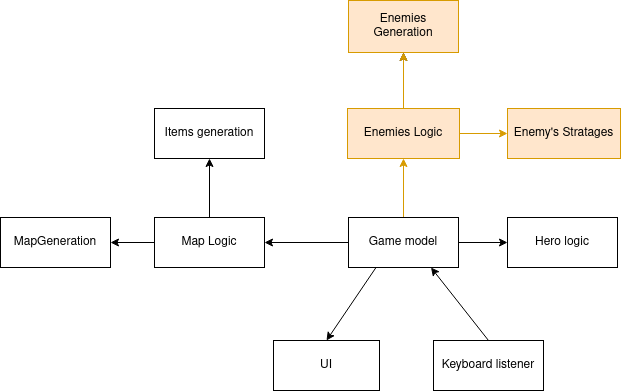 Enemies
Generation
Items generation
Enemies Logic
Enemy's Stratages
MapGeneration
Map Logic
Game model
Hero logic
UI
Keyboard listener